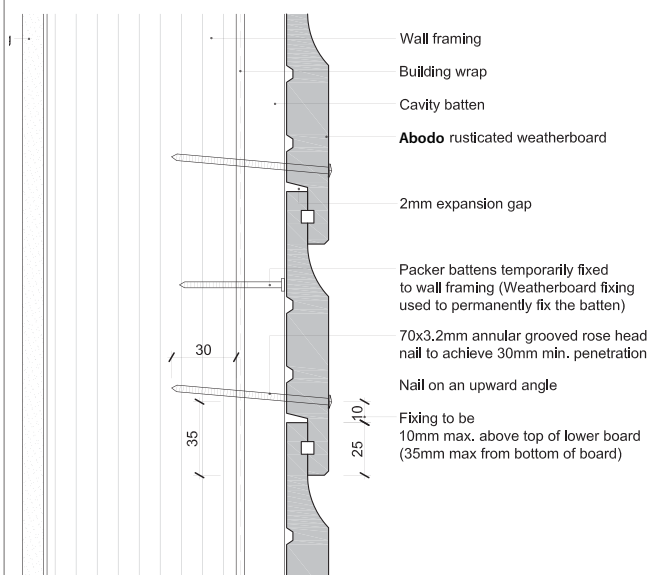 Wall framing
Building wrap
Cavity batten
Abodo rusticated weatherboard
2mm expansion gap
Packer battens temporarily fixed
to wall framing (Weatherboard fixing
used to permanently fix the batten)
70x3.2mm annular grooved rose head
nail to achieve 30mm min. penetration
30
Nail on an upward angle
Fixing to be
10mm max. above top of lower board
(35mm max from bottom of board)
35
10
25